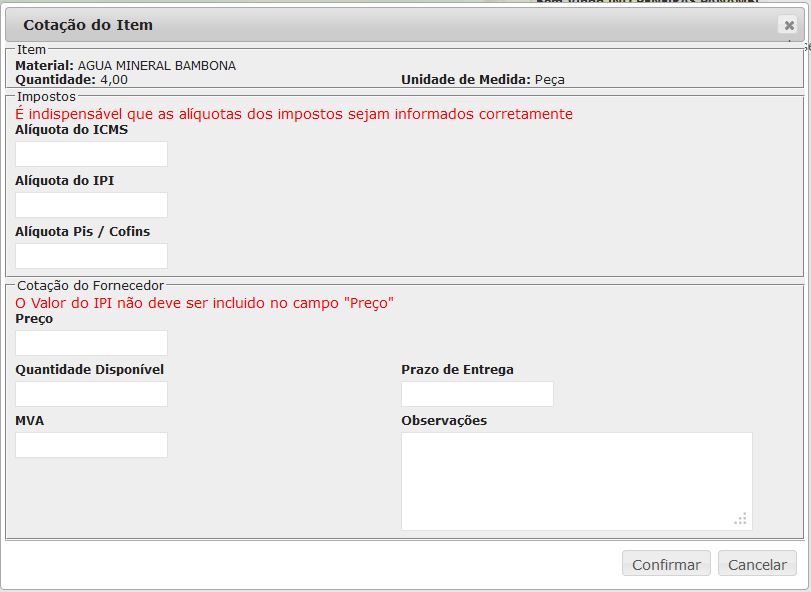 Cotação do Item
Item
Material: AGUA MINERAL BAMBONA
Quantidade: 4,00 Unidade de Medida: Peça
Impostos
É indispensável que as alíquotas dos impostos sejam informados corretamente
Alíquota do ICMS
Alíquota do IPI
Alíquota Pis / Cofins
Cotação do Fornecedor
O Valor do IPI não deve ser incluido no campo "Preço"
Preço
Quantidade Disponível Prazo de Entrega
MVA Observações
Confirmar Cancelar